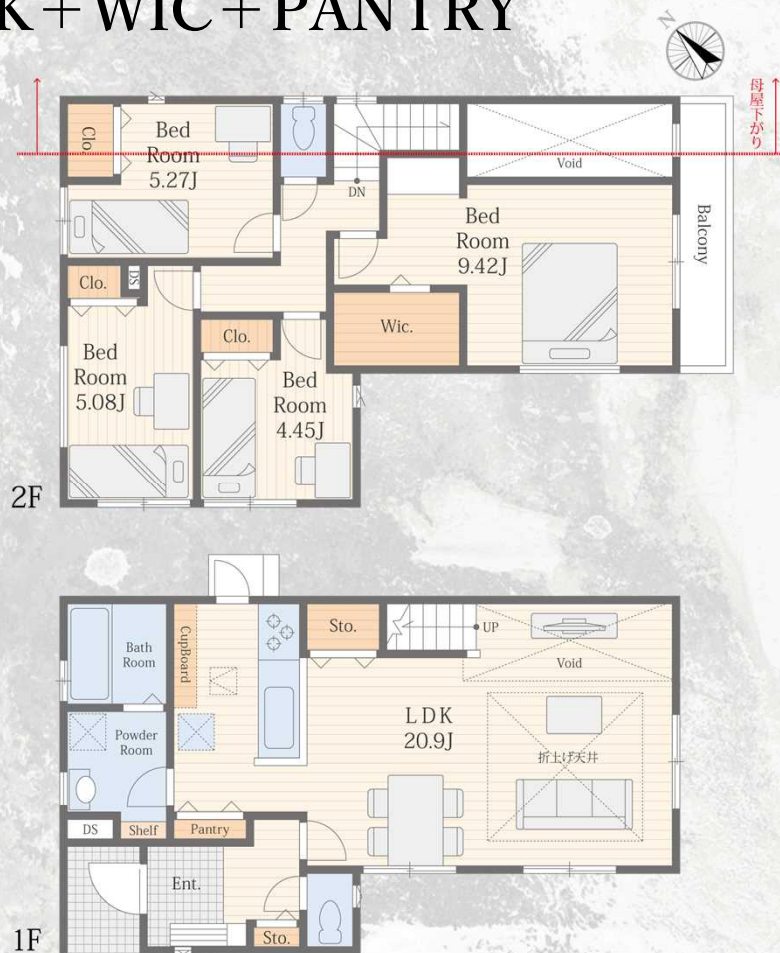 K＋WIC＋PANTRY
N
母屋下がり
Clo.
Bed
Room
5.27J
DN
Void
Balcony
Bed
Room
9.42J
Clo.
DS
Wic.
Clo.
Bed
Room
5.08J
Bed
Room
4.45J
2F
Bath
Room
CupBoard
Sto.
UP
Void
LDK
20.9J
Powder
Room
折上げ天井
DS
Shelf
Pantry
Ent.
Sto.
1F